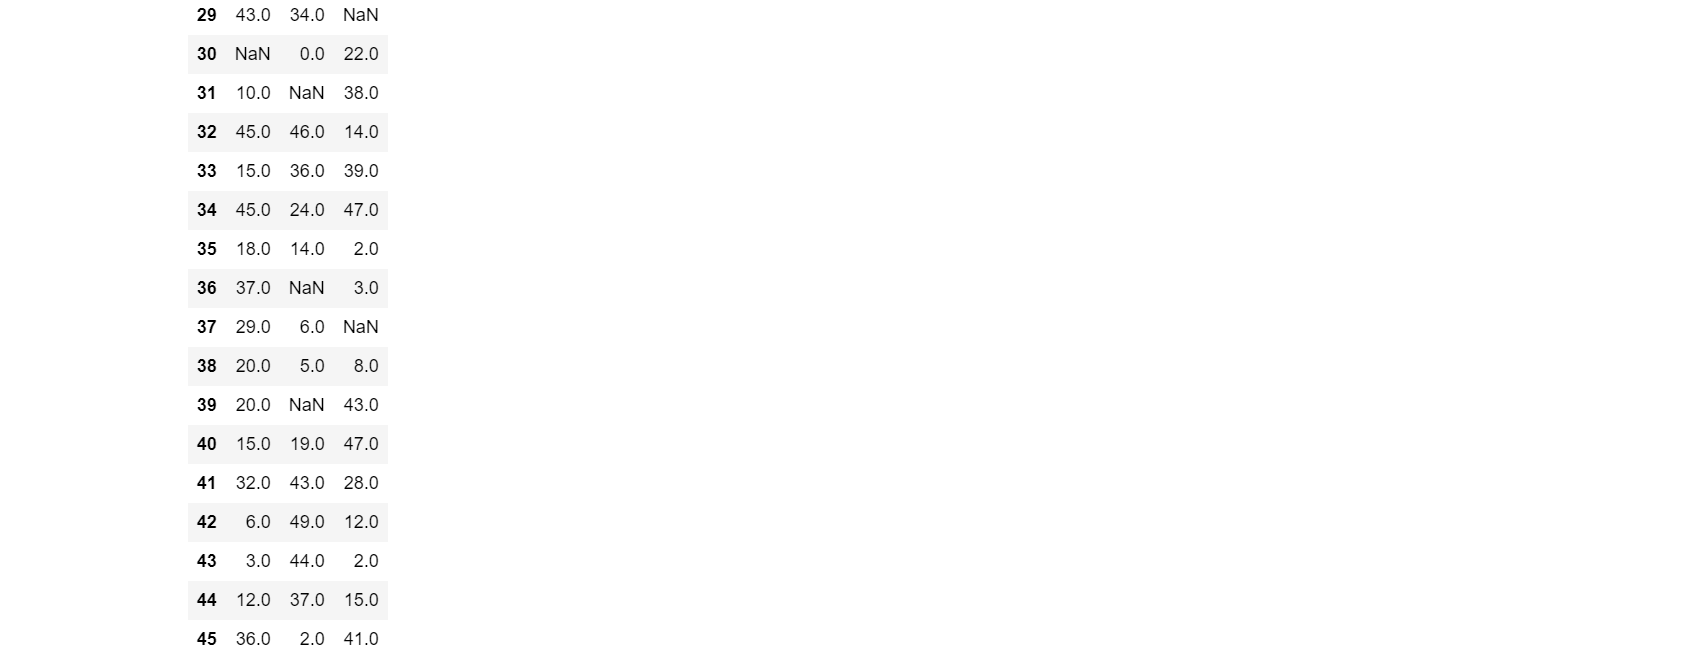 29 43.0 34.0 NaN
30 NaN 0.0 22.0
31 10.0 NaN 38.0
32 45.0 46.0 14.0
33 15.0 36.0 39.0
34 45.0 24.0 47.0
35 18.0 14.0 2.0
36 37.0 NaN 3.0
37 29.0 6.0 NaN
38 20.0 5.0 8.0
39 20.0 NaN 43.0
40 15.0 19.0 47.0
41 32.0 43.0 28.0
42 6.0 49.0 12.0
43 3.0 44.0 2.0
44 12.0 37.0 15.0
45 36.0 2.0 41.0